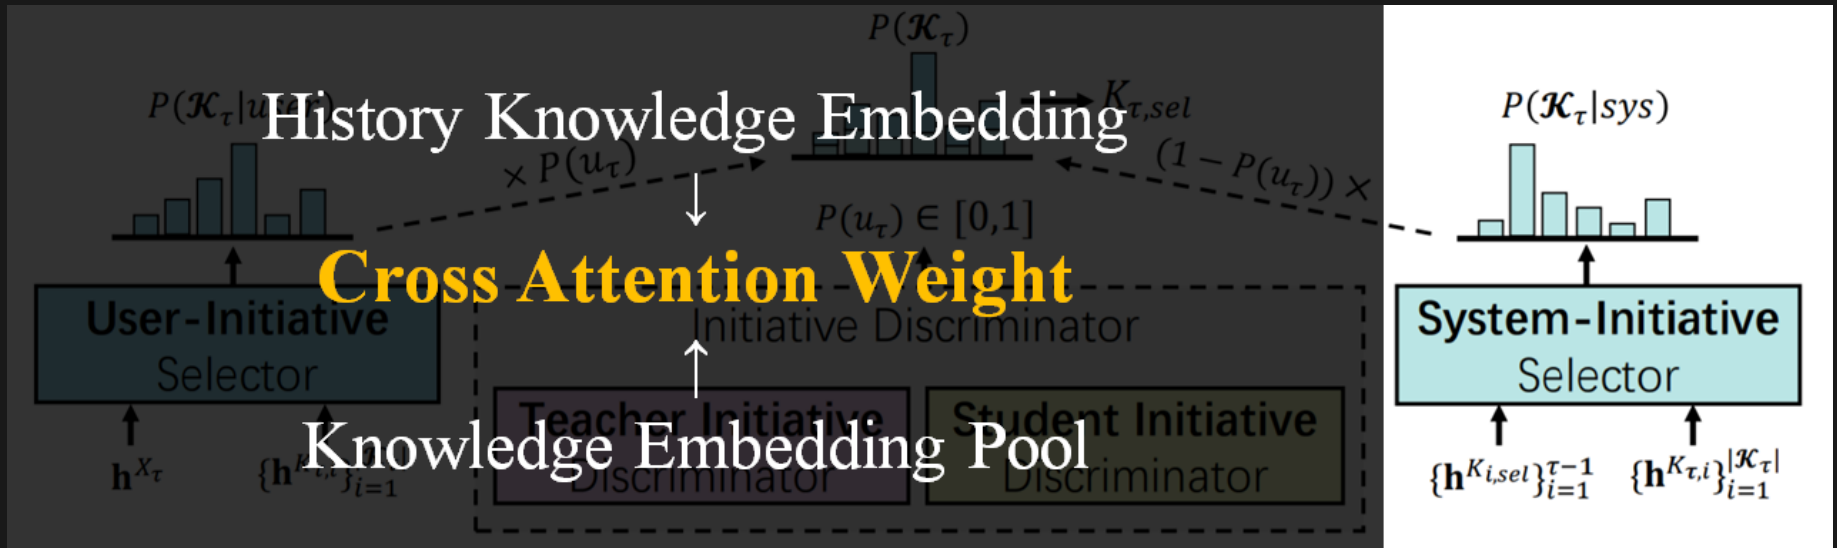 P(𝓚τ)
P(𝓚τ|user)
History Knowledge Embedding
Kτ,sel
P(𝓚τ|sys)
× P(uτ)
(1 − P(uτ)) ×
P(uτ) ∈ [0,1]
Cross Attention Weight
User-Initiative
Selector
Initiative Discriminator
System-Initiative
Selector
Teacher Initiative
Discriminator
Student Initiative
Discriminator
Knowledge Embedding Pool
h^Xτ
{h^Ki,sel}τ−1 i=1
{h^Kτ,i}|𝓚τ| i=1